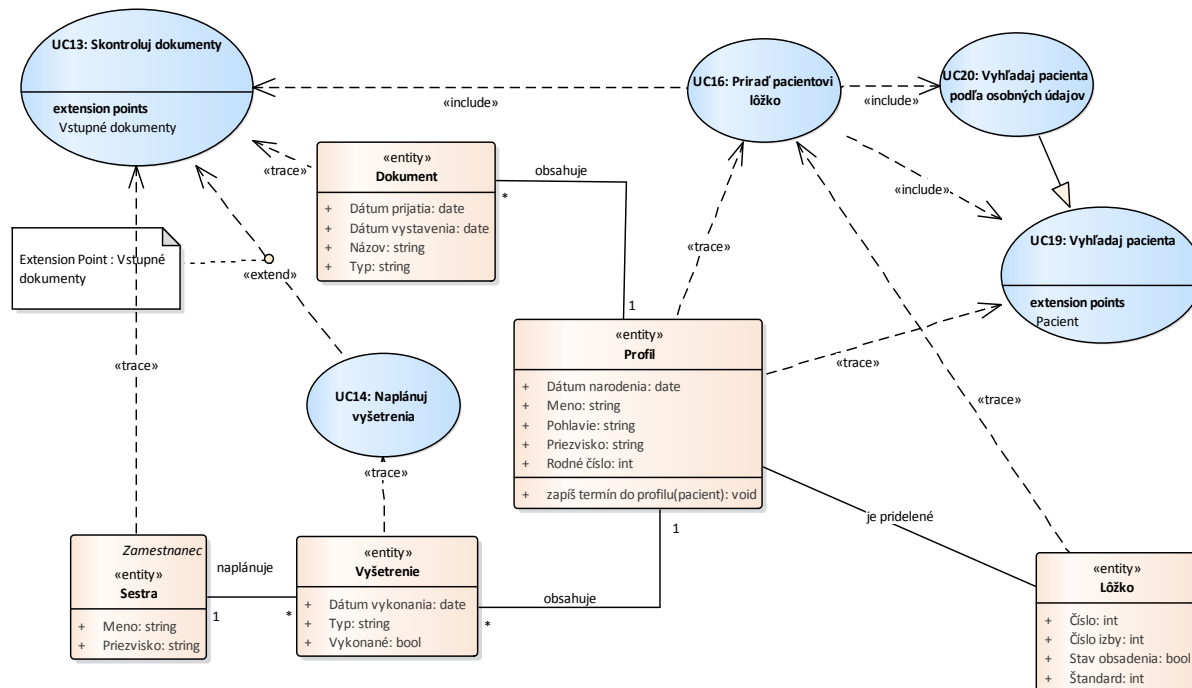 UC13: Skontroluj dokumenty
extension points
Vstupné dokumenty
«include»
UC16: Priraď pacientovi
lôžko
«include»
UC20: Vyhľadaj pacienta
podľa osobných údajov
«include»
UC19: Vyhľadaj pacienta
extension points
Pacient
«trace»
«entity»
Dokument
+ Dátum prijatia: date
+ Dátum vystavenia: date
+ Názov: string
+ Typ: string
obsahuje
*
1
«trace»
Extension Point : Vstupné
dokumenty
«extend»
«trace»
UC14: Naplánuj
vyšetrenia
«trace»
«entity»
Profil
+ Dátum narodenia: date
+ Meno: string
+ Pohlavie: string
+ Priezvisko: string
+ Rodné číslo: int
+ zapíš termín do profilu(pacient): void
«trace»
«trace»
je pridelené
1
obsahuje
*
Zamestnanec
«entity»
Sestra
+ Meno: string
+ Priezvisko: string
naplánuje
1
*
«entity»
Vyšetrenie
+ Dátum vykonania: date
+ Typ: string
+ Vykonané: bool
«entity»
Lôžko
+ Číslo: int
+ Číslo izby: int
+ Stav obsadenia: bool
+ Štandard: int